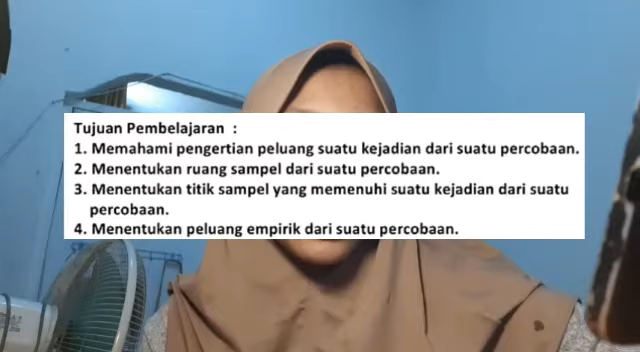 Tujuan Pembelajaran :
1. Memahami pengertian peluang suatu kejadian dari suatu percobaan.
2. Menentukan ruang sampel dari suatu percobaan.
3. Menentukan titik sampel yang memenuhi suatu kejadian dari suatu
percobaan.
4. Menentukan peluang empirik dari suatu percobaan.